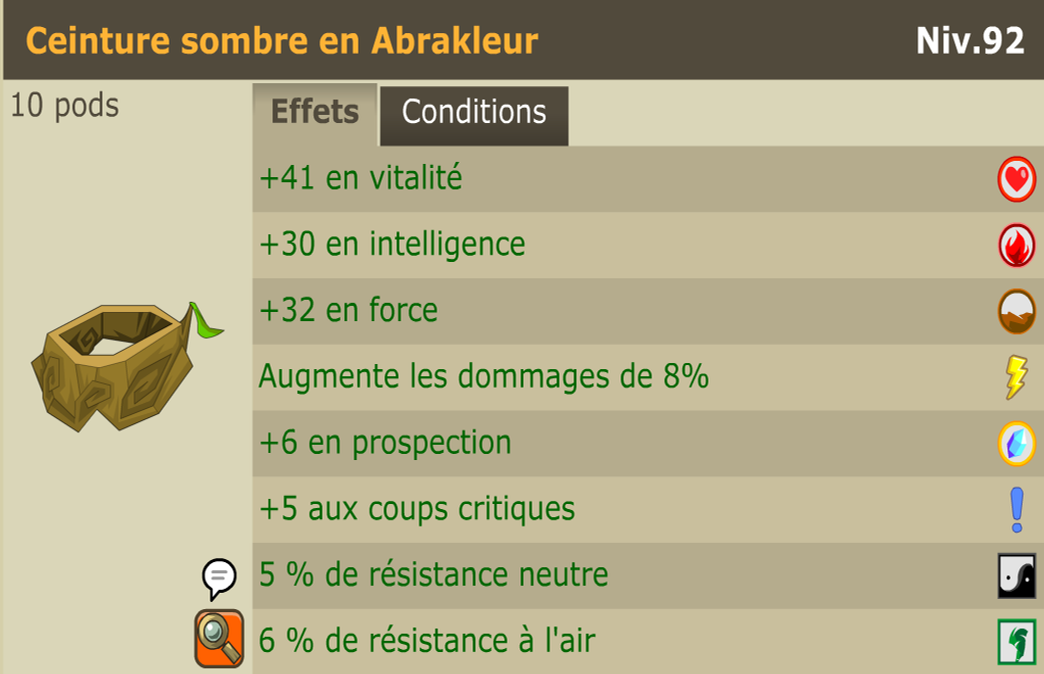 Ceinture sombre en Abrakleur
Niv.92
10 pods
Effets
Conditions
+41 en vitalité
+30 en intelligence
+32 en force
Augmente les dommages de 8%
+6 en prospection
+5 aux coups critiques
5 % de résistance neutre
6 % de résistance à l'air